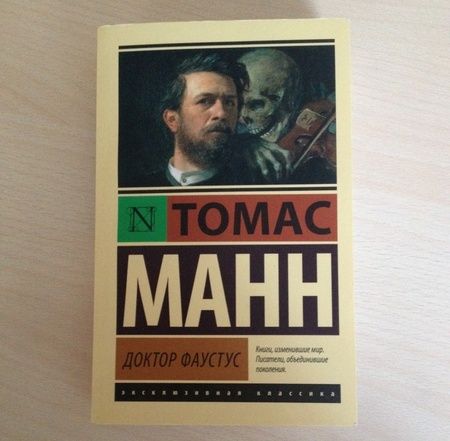 N ТОМАС
МАНН
ДОКТОР ФАУСТУС
Книги, изменившие мир.
Писатели, объединившие
поколения.
эксклюзивная классика